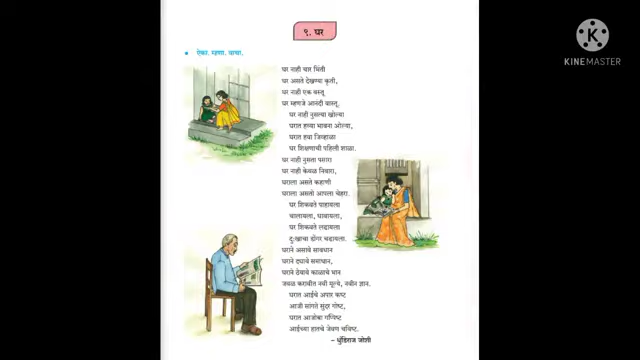 ९. घर
ऐका. म्हणा. वाचा.
घर नाही चार भिंती
घर असते देखण्या कृती,
घर नाही एक वस्तू
घर म्हणजे आनंदी वास्तू.
घर नाही नुसत्या खोल्या
घरात हव्या भावना ओल्या,
घरात हवा जिव्हाळा
घर शिक्षणाची पहिली शाळा.
घर नाही नुसता पसारा
घर नाही केवळ निवारा,
घराला असते कहाणी
घराला असतो आपला चेहरा.
घर शिकवते पाहायला
चालायला, धावायला,
घर शिकवते लढायला
दुःखाचा डोंगर चढायला.
घराने असावे सावधान
घराने द्यावे समाधान,
घराने ठेवावे काळाचे भान
जवळ करावीत नवी मूल्ये, नवीन ज्ञान.
घरात आईचे अपार कष्ट
आजी सांगते सुंदर गोष्ट,
घरात आजोबा गप्पिष्ट
आईच्या हातचे जेवण चविष्ट.
- धुंडिराज जोशी
K
KINEMASTER